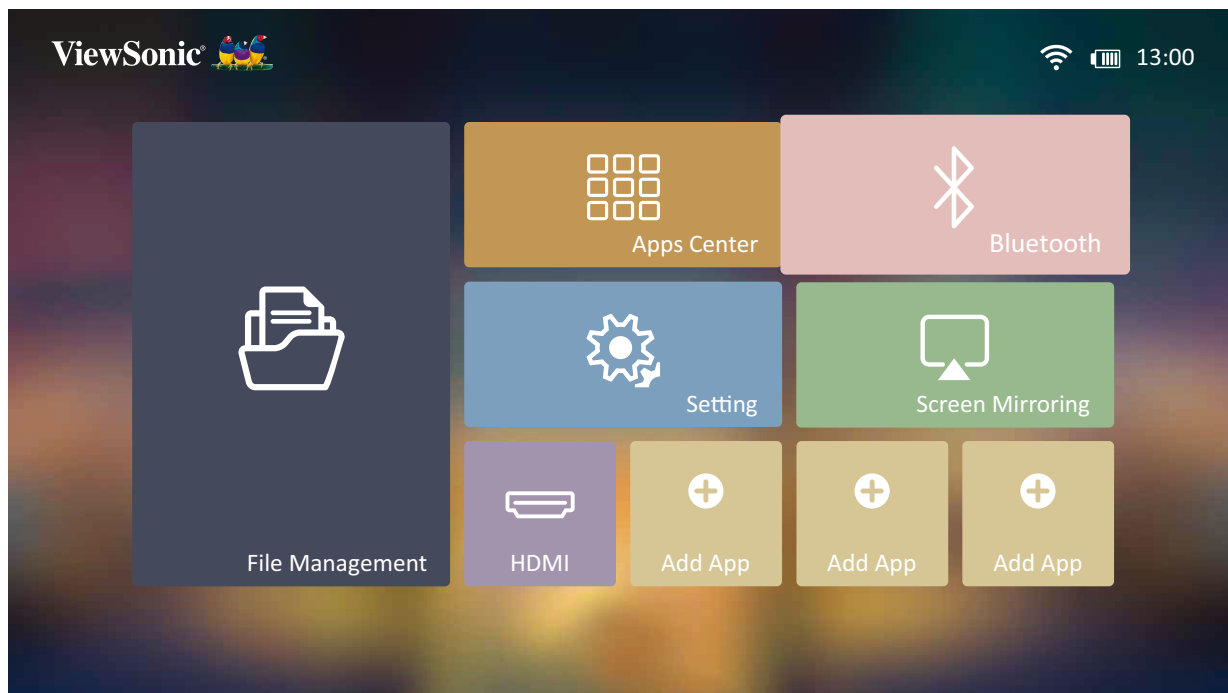 ViewSonic®
13:00
Apps Center
Bluetooth
Setting
Screen Mirroring
File Management
HDMI
Add App
Add App
Add App